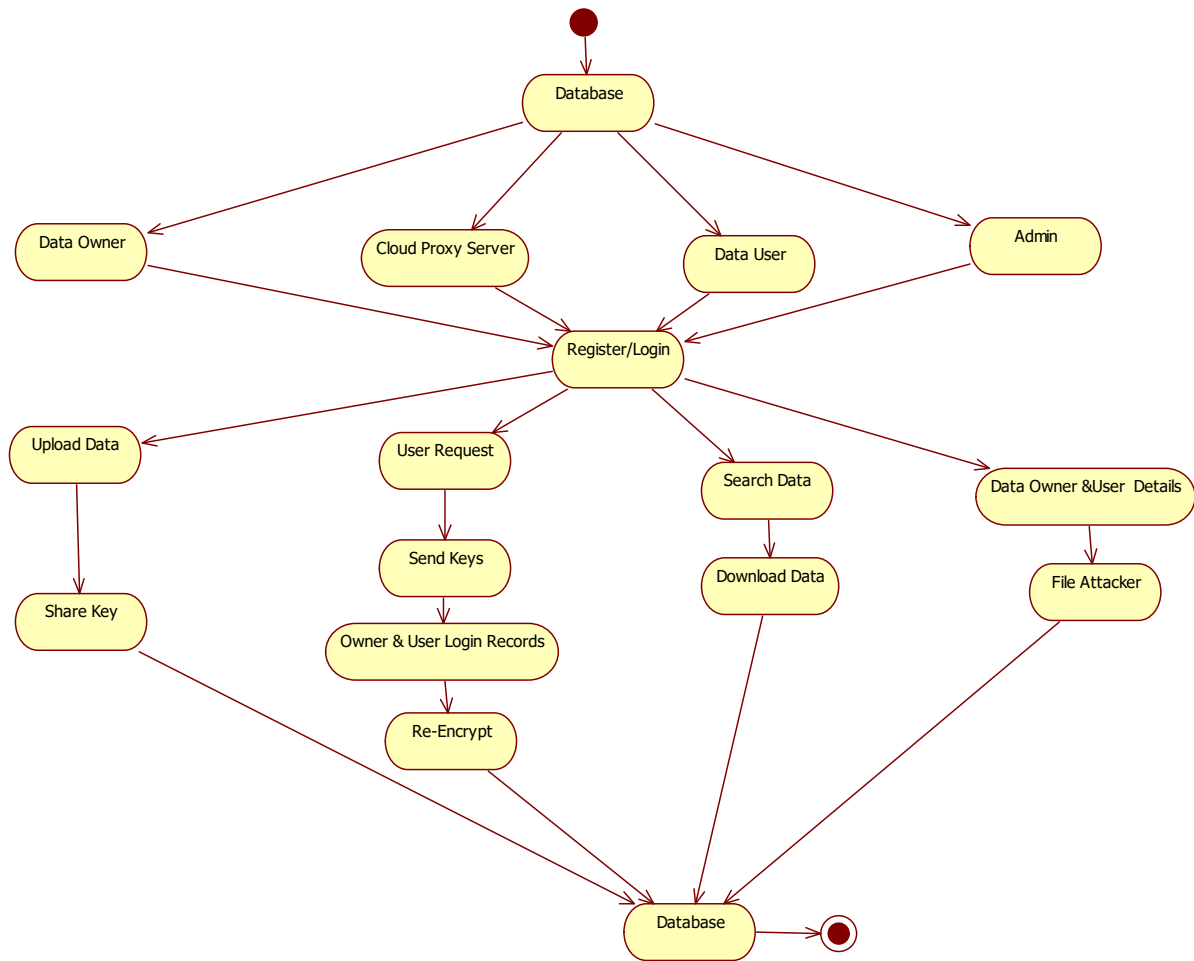 Database
Data Owner
Cloud Proxy Server
Data User
Admin
Register/Login
Upload Data
User Request
Search Data
Data Owner &User  Details
Send Keys
Download Data
File Attacker
Share Key
Owner & User Login Records
Re-Encrypt
Database